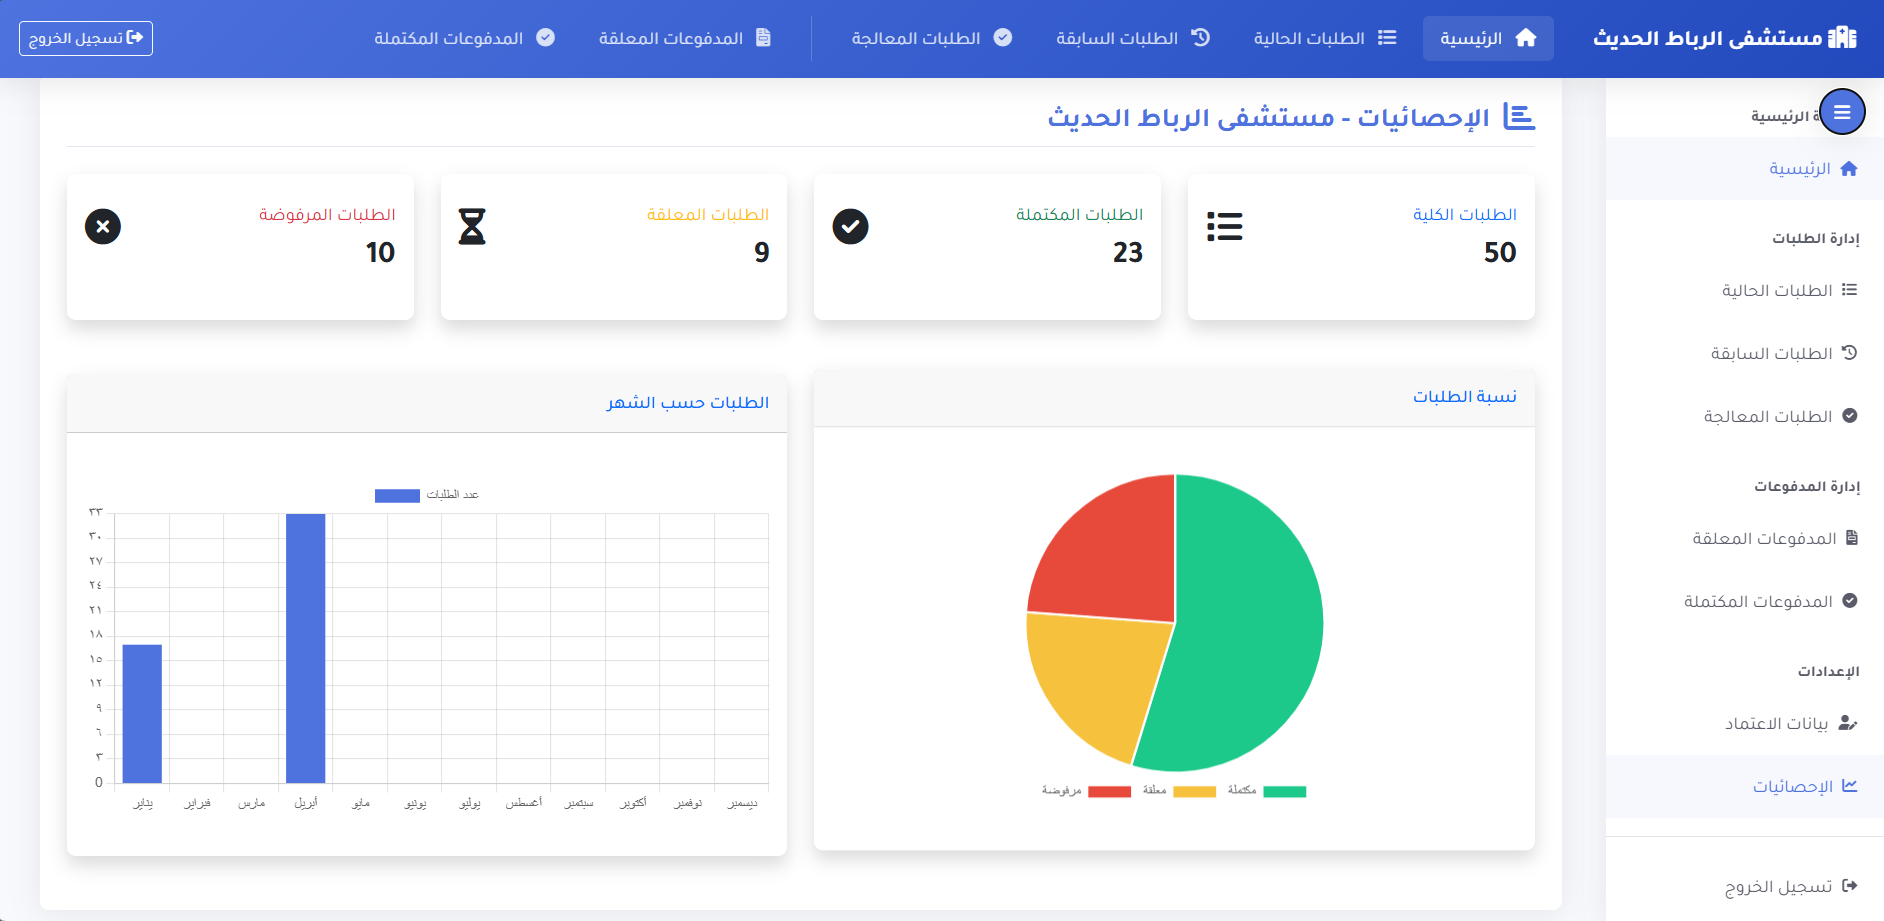 مستشفى الرباط الحديث
الرئيسية
الطلبات الحالية
الطلبات السابقة
الطلبات المعالجة
المدفوعات المعلقة
المدفوعات المكتملة
تسجيل الخروج
الرئيسية
الرئيسية
إدارة الطلبات
الطلبات الحالية
الطلبات السابقة
الطلبات المعالجة
إدارة المدفوعات
المدفوعات المعلقة
المدفوعات المكتملة
الإعدادات
بيانات الاعتماد
الإحصائيات
تسجيل الخروج
الإحصائيات - مستشفى الرباط الحديث
الطلبات الكلية
50
الطلبات المكتملة
23
الطلبات المعلقة
9
الطلبات المرفوضة
10
نسبة الطلبات
مكتملة معلقة مرفوضة
الطلبات حسب الشهر
عدد الطلبات
٣٣
٣٠
٢٧
٢٤
٢١
١٨
١٥
١٢
٩
٦
٣
0
يناير فبراير مارس أبريل مايو يونيو يوليو أغسطس سبتمبر أكتوبر نوفمبر ديسمبر